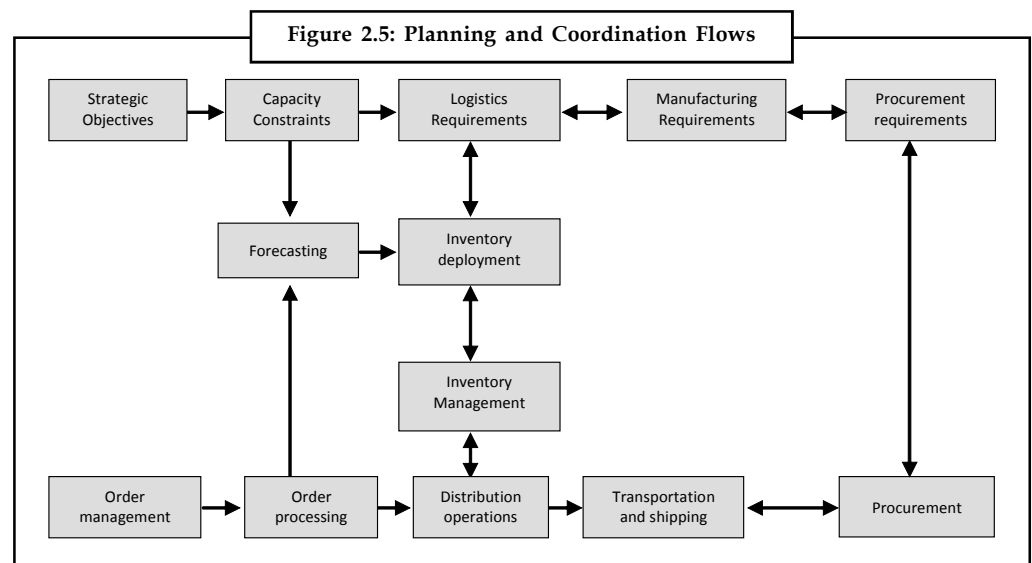 Figure 2.5: Planning and Coordination Flows
Strategic
Objectives
Capacity
Constraints
Logistics
Requirements
Manufacturing
Requirements
Procurement
requirements
Forecasting
Inventory
deployment
Inventory
Management
Order
management
Order
processing
Distribution
operations
Transportation
and shipping
Procurement